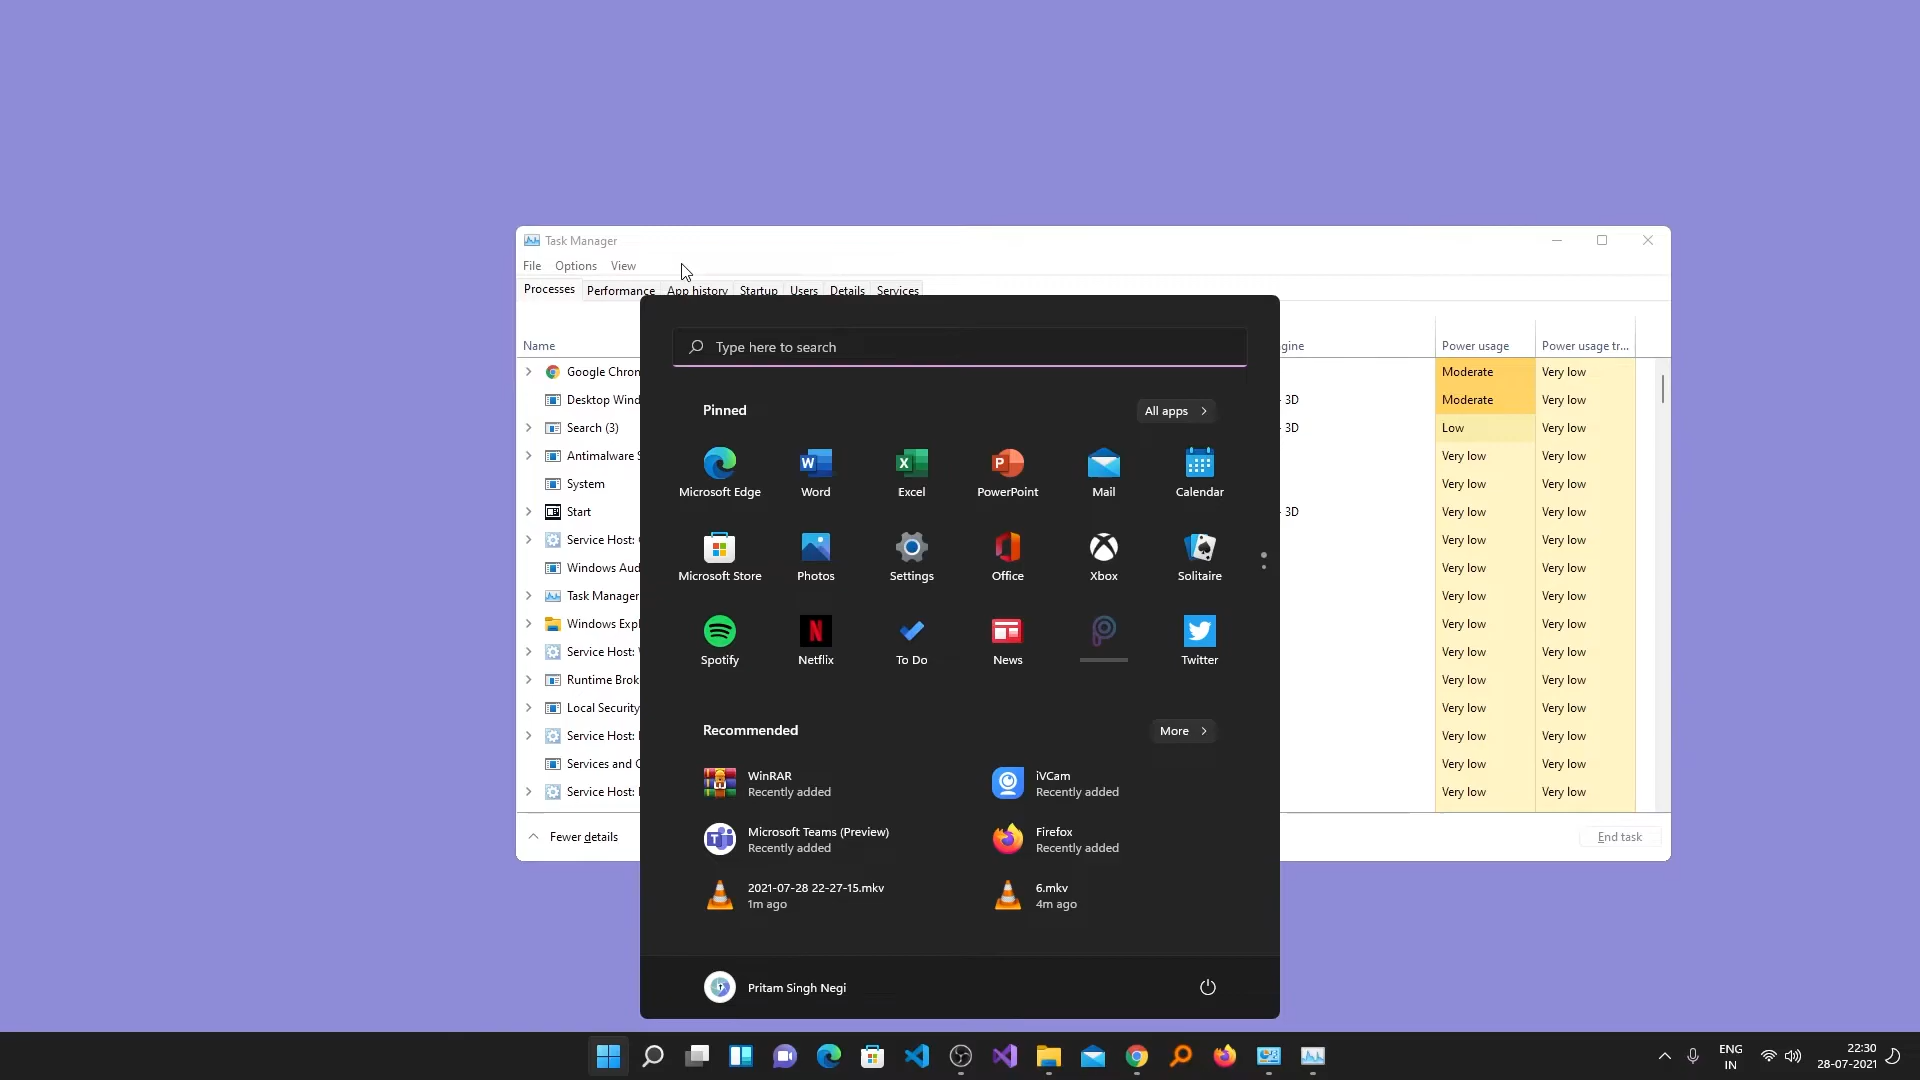 Task Manager
File Options View
Processes Performance App history Startup Users Details Services
Name
gine
Power usage
Power usage tr...
Google Chron
Moderate
Very low
Desktop Wind
3D
Moderate
Very low
Search (3)
3D
Low
Very low
Antimalware S
Very low
Very low
System
Very low
Very low
Start
3D
Very low
Very low
Service Host:
Very low
Very low
Windows Aud
Very low
Very low
Task Manager
Very low
Very low
Windows Expl
Very low
Very low
Service Host:
Very low
Very low
Runtime Brok
Very low
Very low
Local Security
Very low
Very low
Service Host:
Very low
Very low
Services and C
Very low
Very low
Service Host:
Very low
Very low
Fewer details
End task
Type here to search
Pinned
All apps
Microsoft Edge
Word
Excel
PowerPoint
Mail
Calendar
Microsoft Store
Photos
Settings
Office
Xbox
Solitaire
Spotify
Netflix
To Do
News
Twitter
Recommended
More
WinRAR
Recently added
iVCam
Recently added
Microsoft Teams (Preview)
Recently added
Firefox
Recently added
2021-07-28 22-27-15.mkv
1m ago
6.mkv
4m ago
Pritam Singh Negi
ENG
IN
22:30
28-07-2021